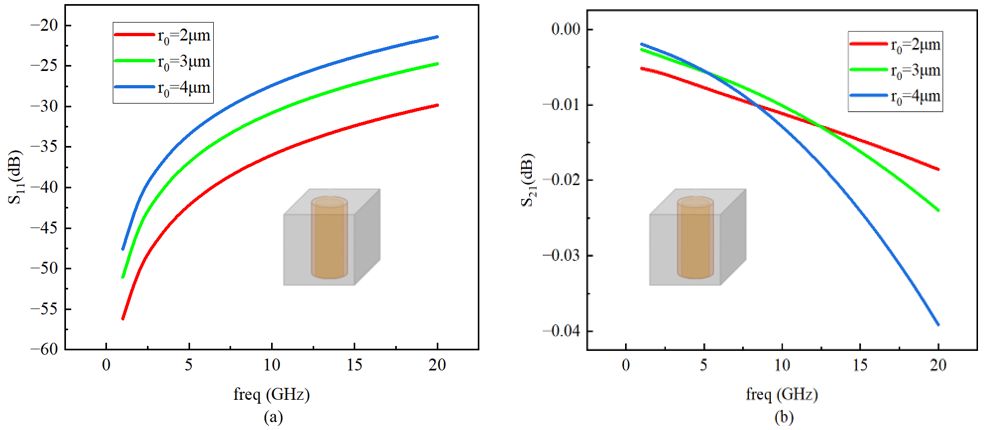 −20
−25
−30
−35
−40
−45
−50
−55
−60
S11(dB)
r0=2μm
r0=3μm
r0=4μm
0 5 10 15 20
freq (GHz)
(a)
0.00
−0.01
−0.02
−0.03
−0.04
S21(dB)
r0=2μm
r0=3μm
r0=4μm
0 5 10 15 20
freq (GHz)
(b)